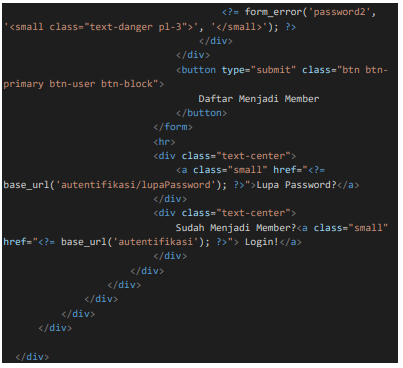 <?= form_error('password2',
'<small class="text-danger pl-3">', '</small>'); ?>
</div>
</div>
<button type="submit" class="btn btn-
primary btn-user btn-block">
Daftar Menjadi Member
</button>
</form>
<hr>
<div class="text-center">
<a class="small" href="<?=
base_url('autentifikasi/lupaPassword'); ?>">Lupa Password?</a>
</div>
<div class="text-center">
Sudah Menjadi Member?<a class="small"
href="<?= base_url('autentifikasi'); ?>"> Login!</a>
</div>
</div>
</div>
</div>
</div>
</div>
</div>